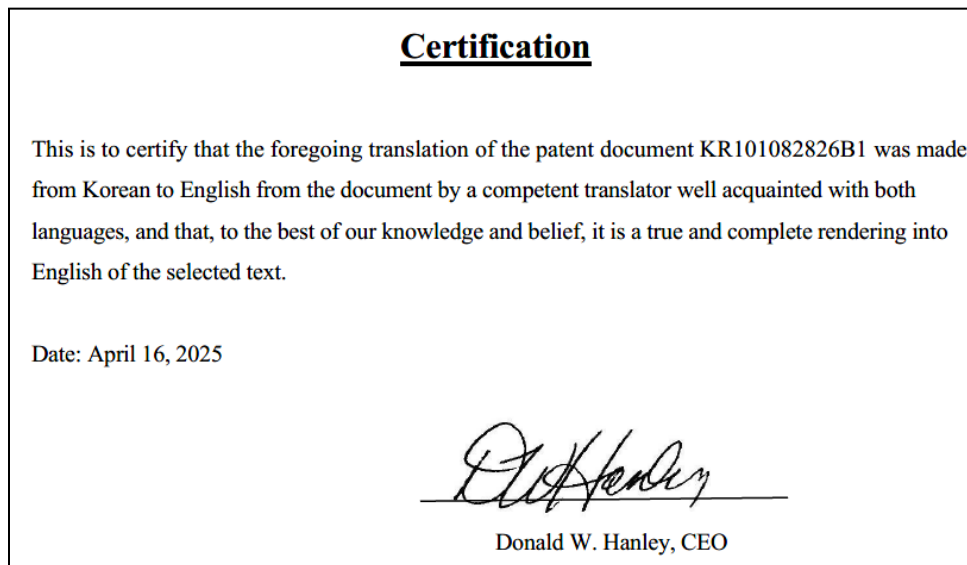 Certification
This is to certify that the foregoing translation of the patent document KR101082826B1 was made
from Korean to English from the document by a competent translator well acquainted with both
languages, and that, to the best of our knowledge and belief, it is a true and complete rendering into
English of the selected text.
Date: April 16, 2025
DWHanley
Donald W. Hanley, CEO